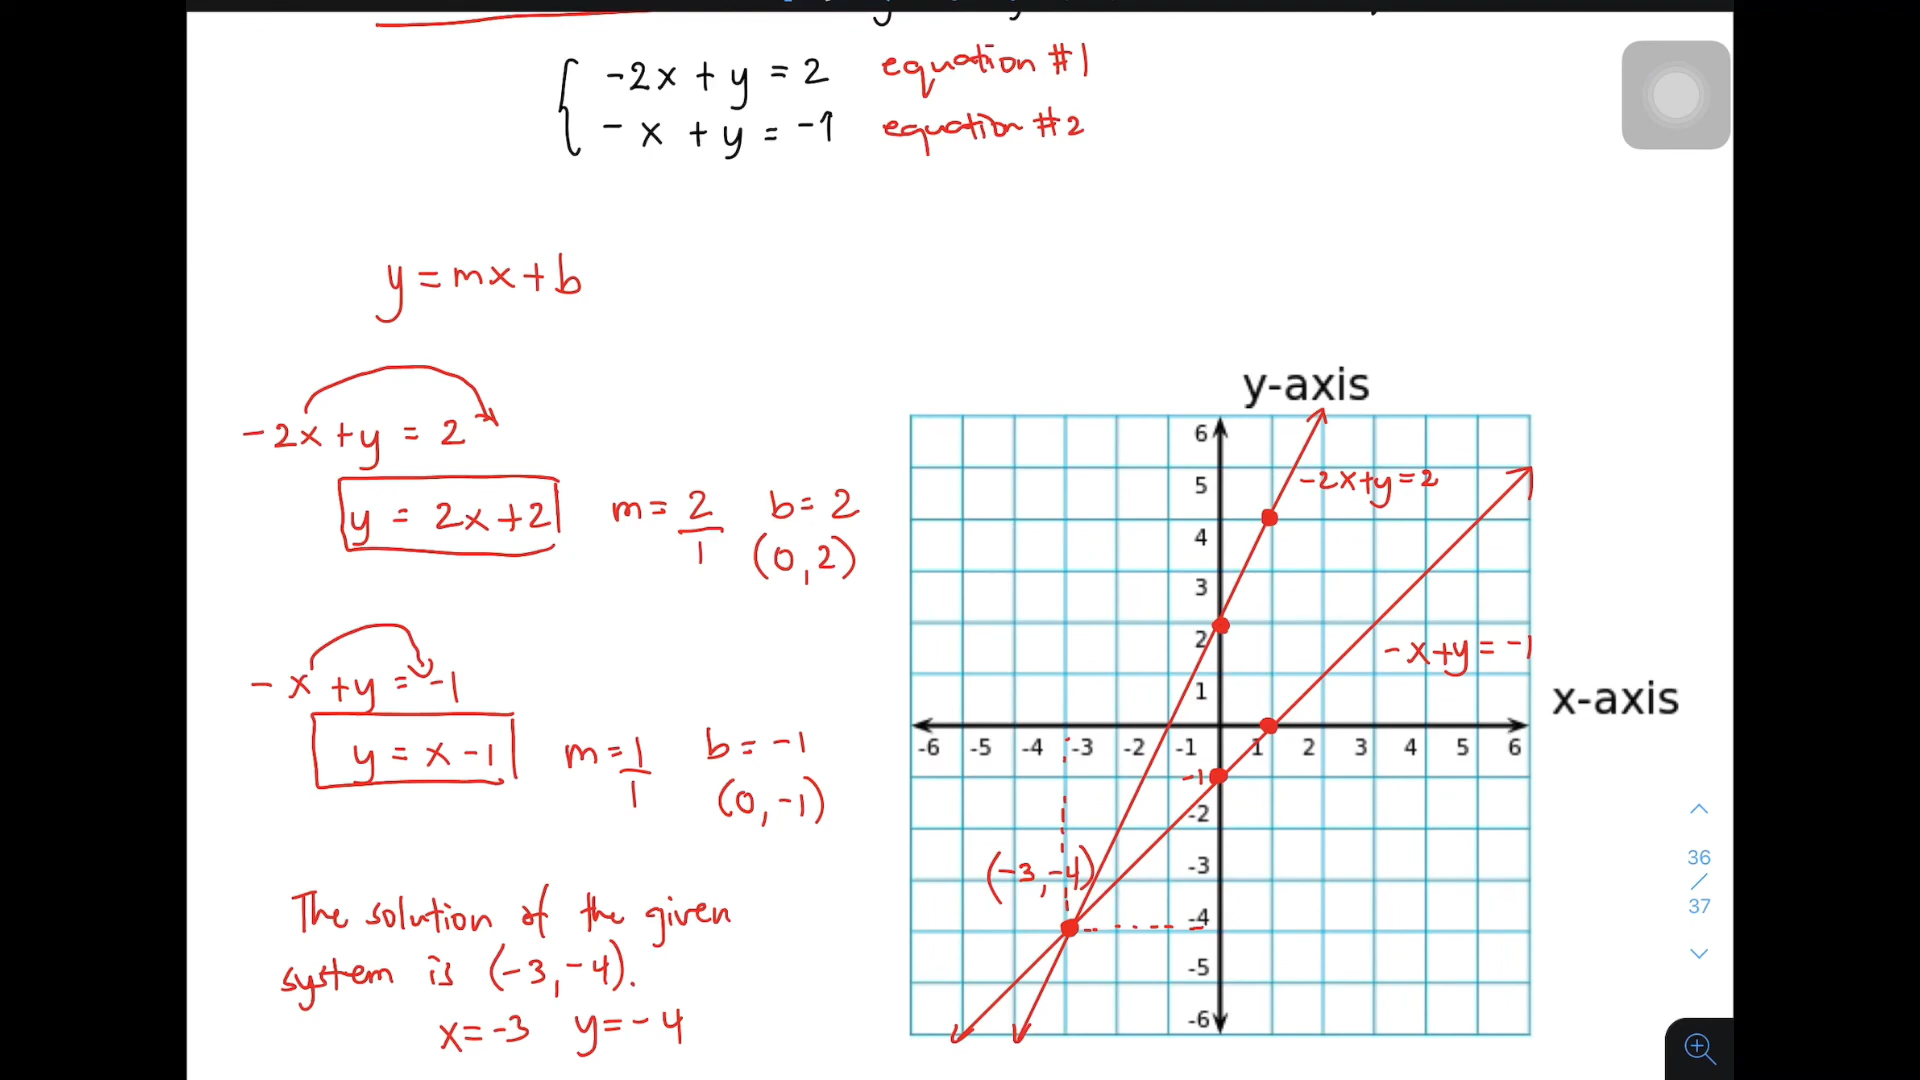 -2x + y = 2 equation #1
- x + y = -1 equation #2
y = mx + b
-2x + y = 2
y = 2x + 2 m = 2/1 b = 2
(0, 2)
- x + y = -1
y = x - 1 m = 1/1 b = -1
(0, -1)
The solution of the given
system is (-3, -4).
x = -3 y = -4
y-axis
6
5
4
3
2
1
-6 -5 -4 -3 -2 -1 1 2 3 4 5 6
-1
-2
-3
-4
-5
-6
x-axis
-2x+y=2
-x+y=-1
(-3, -4)
36
/
37